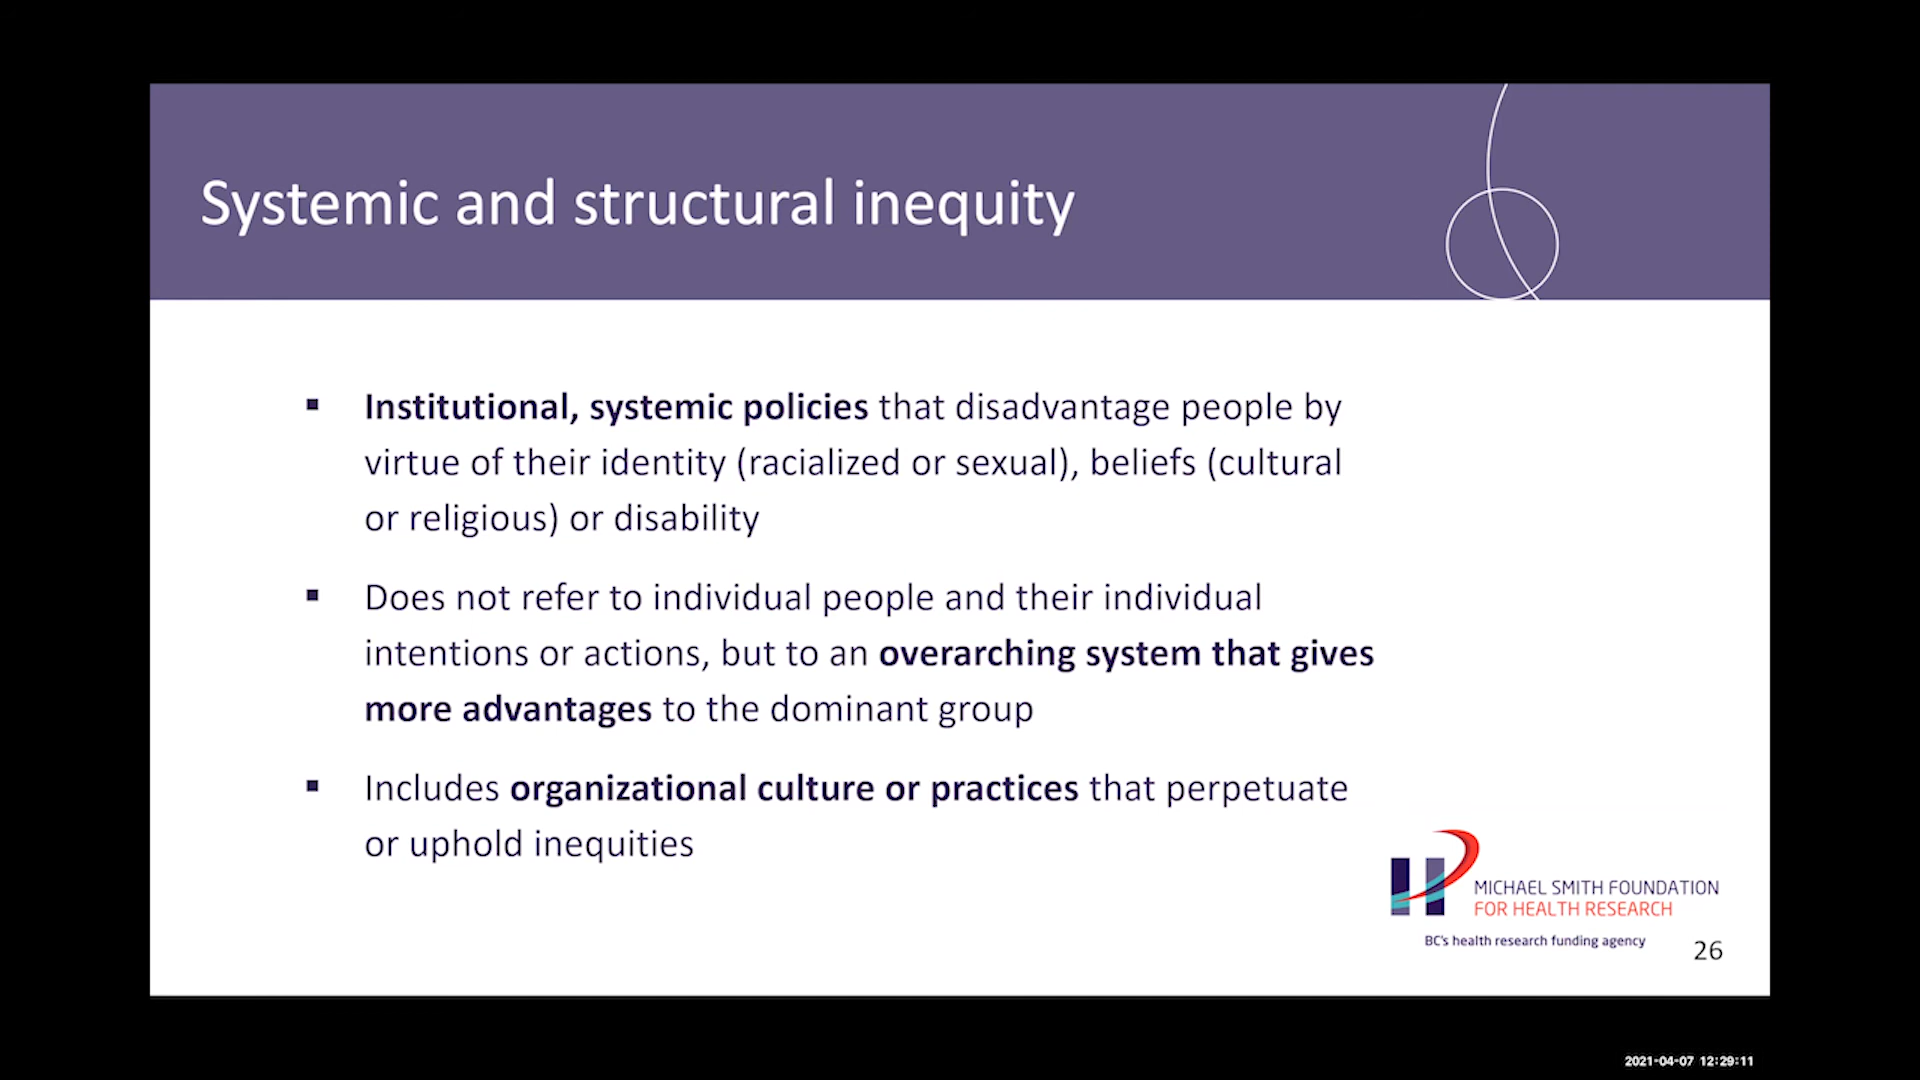 Systemic and structural inequity
▪ Institutional, systemic policies that disadvantage people by
virtue of their identity (racialized or sexual), beliefs (cultural
or religious) or disability
▪ Does not refer to individual people and their individual
intentions or actions, but to an overarching system that gives
more advantages to the dominant group
▪ Includes organizational culture or practices that perpetuate
or uphold inequities
MICHAEL SMITH FOUNDATION
FOR HEALTH RESEARCH
BC's health research funding agency
26
2021-04-07 12:29:11